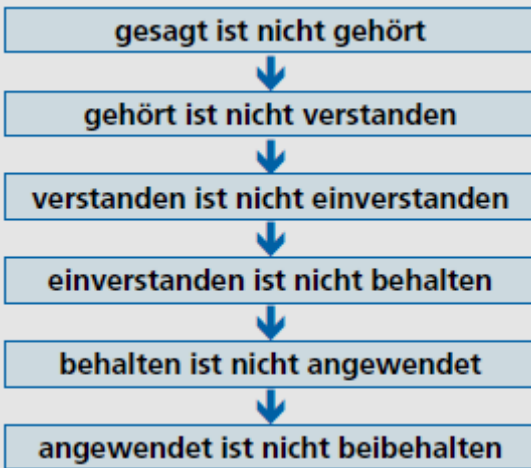 gesagt ist nicht gehört
gehört ist nicht verstanden
verstanden ist nicht einverstanden
einverstanden ist nicht behalten
behalten ist nicht angewendet
angewendet ist nicht beibehalten